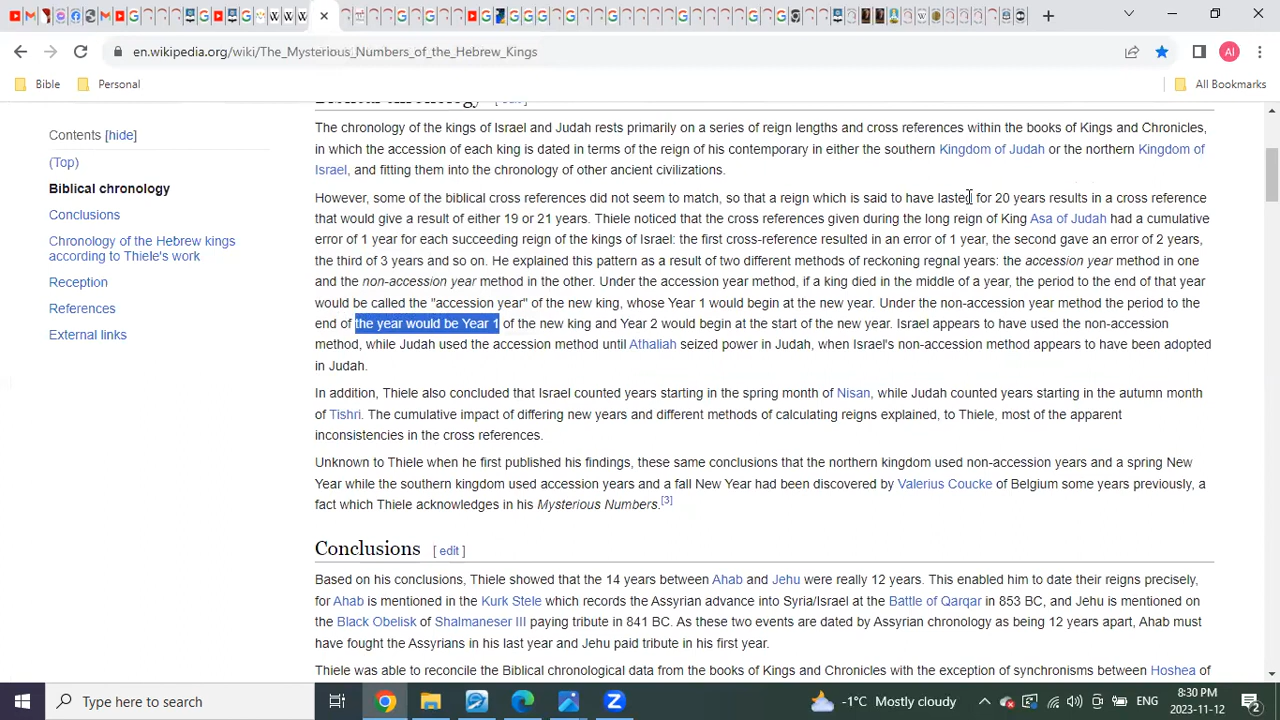 en.wikipedia.org/wiki/The_Mysterious_Numbers_of_the_Hebrew_Kings
AI
Bible
Personal
All Bookmarks
Contents [hide]
(Top)
Biblical chronology
Conclusions
Chronology of the Hebrew kings
according to Thiele's work
Reception
References
External links
Biblical chronology [ edit ]
The chronology of the kings of Israel and Judah rests primarily on a series of reign lengths and cross references within the books of Kings and Chronicles,
in which the accession of each king is dated in terms of the reign of his contemporary in either the southern Kingdom of Judah or the northern Kingdom of
Israel, and fitting them into the chronology of other ancient civilizations.
However, some of the biblical cross references did not seem to match, so that a reign which is said to have lasted for 20 years results in a cross reference
that would give a result of either 19 or 21 years. Thiele noticed that the cross references given during the long reign of King Asa of Judah had a cumulative
error of 1 year for each succeeding reign of the kings of Israel: the first cross-reference resulted in an error of 1 year, the second gave an error of 2 years,
the third of 3 years and so on. He explained this pattern as a result of two different methods of reckoning regnal years: the accession year method in one
and the non-accession year method in the other. Under the accession year method, if a king died in the middle of a year, the period to the end of that year
would be called the "accession year" of the new king, whose Year 1 would begin at the new year. Under the non-accession year method the period to the
end of the year would be Year 1 of the new king and Year 2 would begin at the start of the new year. Israel appears to have used the non-accession
method, while Judah used the accession method until Athaliah seized power in Judah, when Israel's non-accession method appears to have been adopted
in Judah.
In addition, Thiele also concluded that Israel counted years starting in the spring month of Nisan, while Judah counted years starting in the autumn month
of Tishri. The cumulative impact of differing new years and different methods of calculating reigns explained, to Thiele, most of the apparent
inconsistencies in the cross references.
Unknown to Thiele when he first published his findings, these same conclusions that the northern kingdom used non-accession years and a spring New
Year while the southern kingdom used accession years and a fall New Year had been discovered by Valerius Coucke of Belgium some years previously, a
fact which Thiele acknowledges in his Mysterious Numbers.[3]
Conclusions [ edit ]
Based on his conclusions, Thiele showed that the 14 years between Ahab and Jehu were really 12 years. This enabled him to date their reigns precisely,
for Ahab is mentioned in the Kurk Stele which records the Assyrian advance into Syria/Israel at the Battle of Qarqar in 853 BC, and Jehu is mentioned on
the Black Obelisk of Shalmaneser III paying tribute in 841 BC. As these two events are dated by Assyrian chronology as being 12 years apart, Ahab must
have fought the Assyrians in his last year and Jehu paid tribute in his first year.
Thiele was able to reconcile the Biblical chronological data from the books of Kings and Chronicles with the exception of synchronisms between Hoshea of
Type here to search
-1°C Mostly cloudy
ENG
8:30 PM
2023-11-12
2